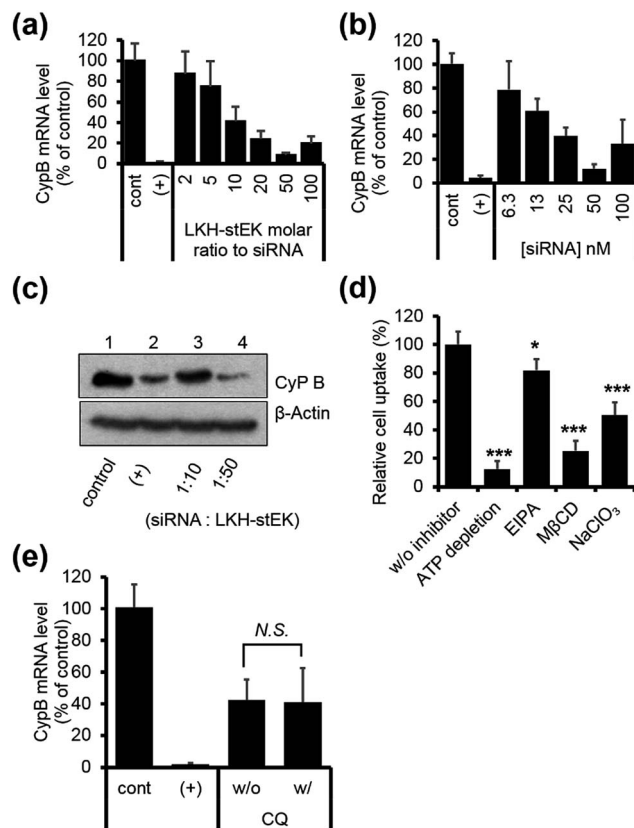 (a)
CypB mRNA level
(% of control)
120
100
80
60
40
20
0
cont
(+)
2
5
10
20
50
100
LKH-stEK molar
ratio to siRNA
(b)
CypB mRNA level
(% of control)
120
100
80
60
40
20
0
cont
(+)
6.3
13
25
50
100
[siRNA] nM
(c)
1 2 3 4
CyP B
β-Actin
control
(+)
1:10
1:50
(siRNA : LKH-stEK)
(d)
Relative cell uptake (%)
120
100
80
60
40
20
0
*
***
***
***
w/o inhibitor
ATP depletion
EIPA
MβCD
NaClO₃
(e)
CypB mRNA level
(% of control)
120
100
80
60
40
20
0
N.S.
cont
(+)
w/o
w/
CQ